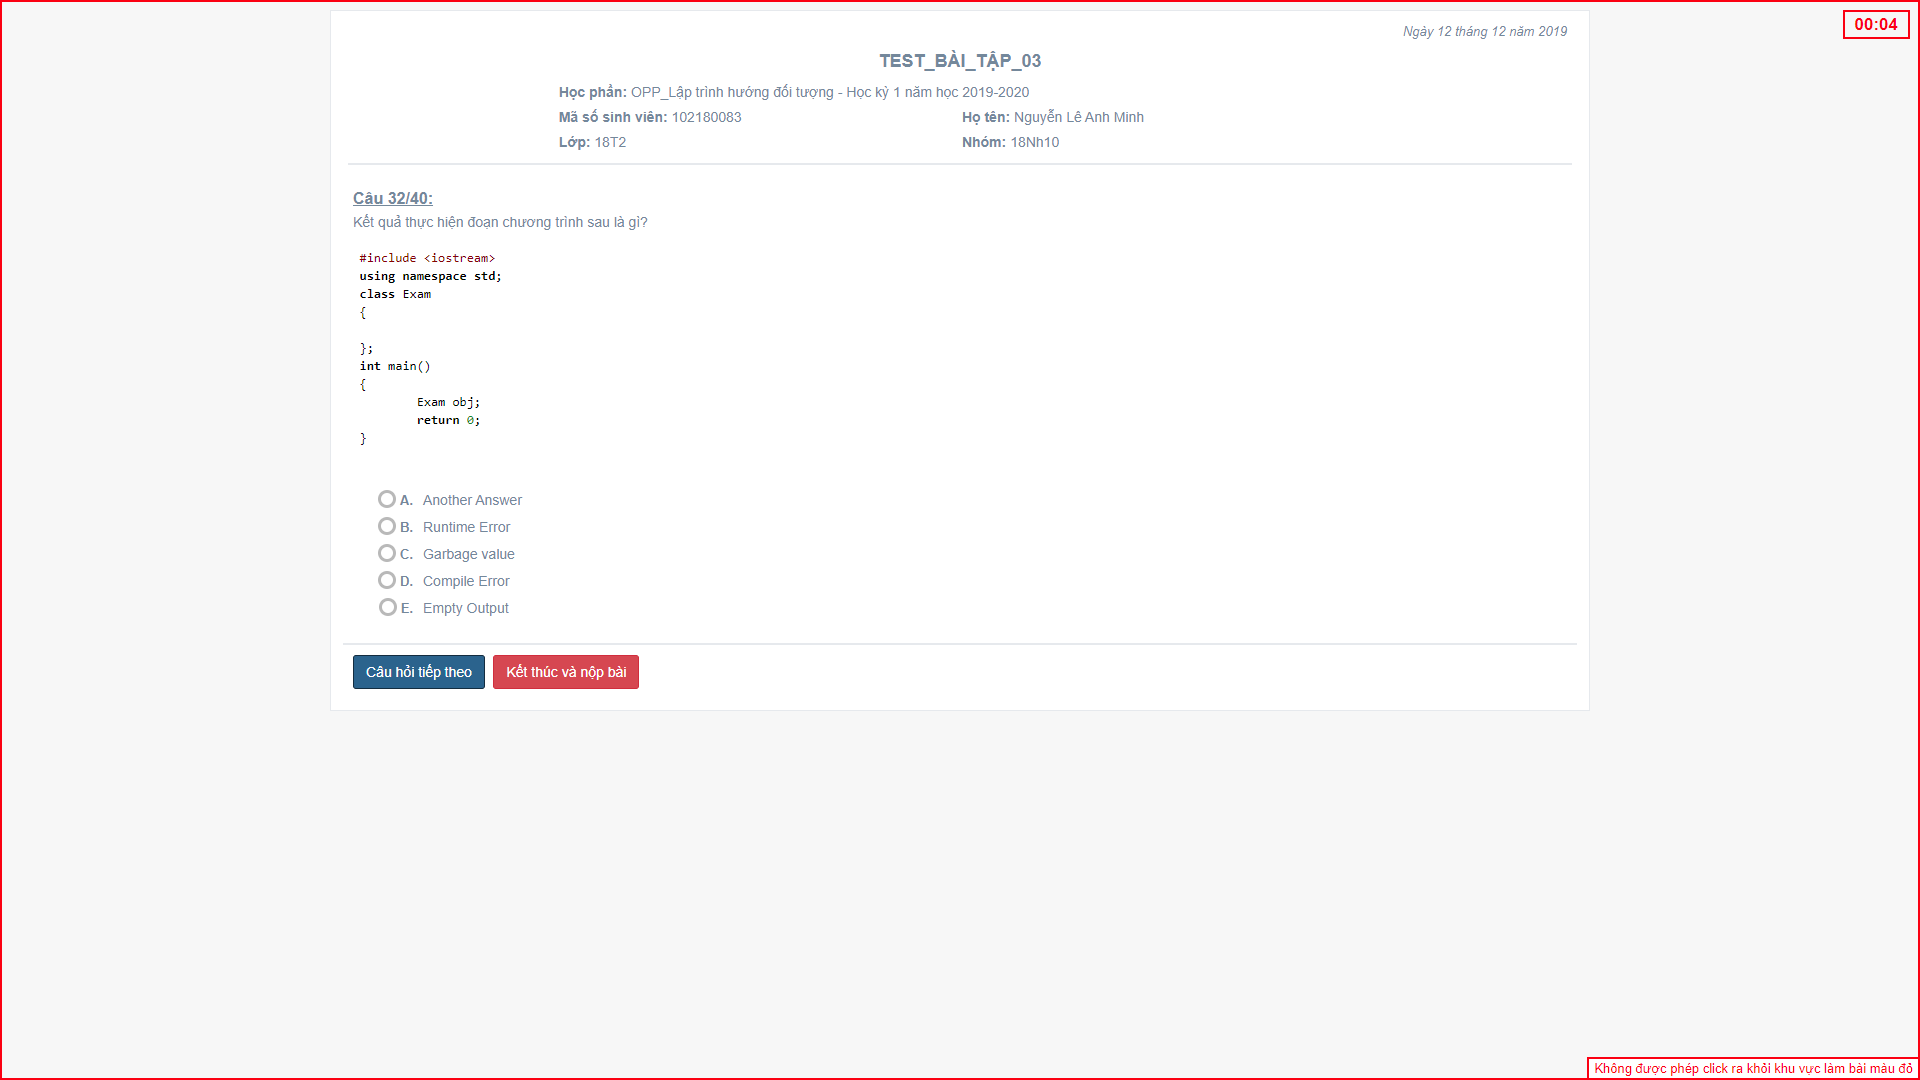 00:04
Ngày 12 tháng 12 năm 2019
TEST_BÀI_TẬP_03
Học phần: OPP_Lập trình hướng đối tượng - Học kỳ 1 năm học 2019-2020
Mã số sinh viên: 102180083 Họ tên: Nguyễn Lê Anh Minh
Lớp: 18T2 Nhóm: 18Nh10
Câu 32/40:
Kết quả thực hiện đoạn chương trình sau là gì?
#include <iostream>
using namespace std;
class Exam
{
};
int main()
{
Exam obj;
return 0;
}
A. Another Answer
B. Runtime Error
C. Garbage value
D. Compile Error
E. Empty Output
Câu hỏi tiếp theo Kết thúc và nộp bài
Không được phép click ra khỏi khu vực làm bài màu đỏ